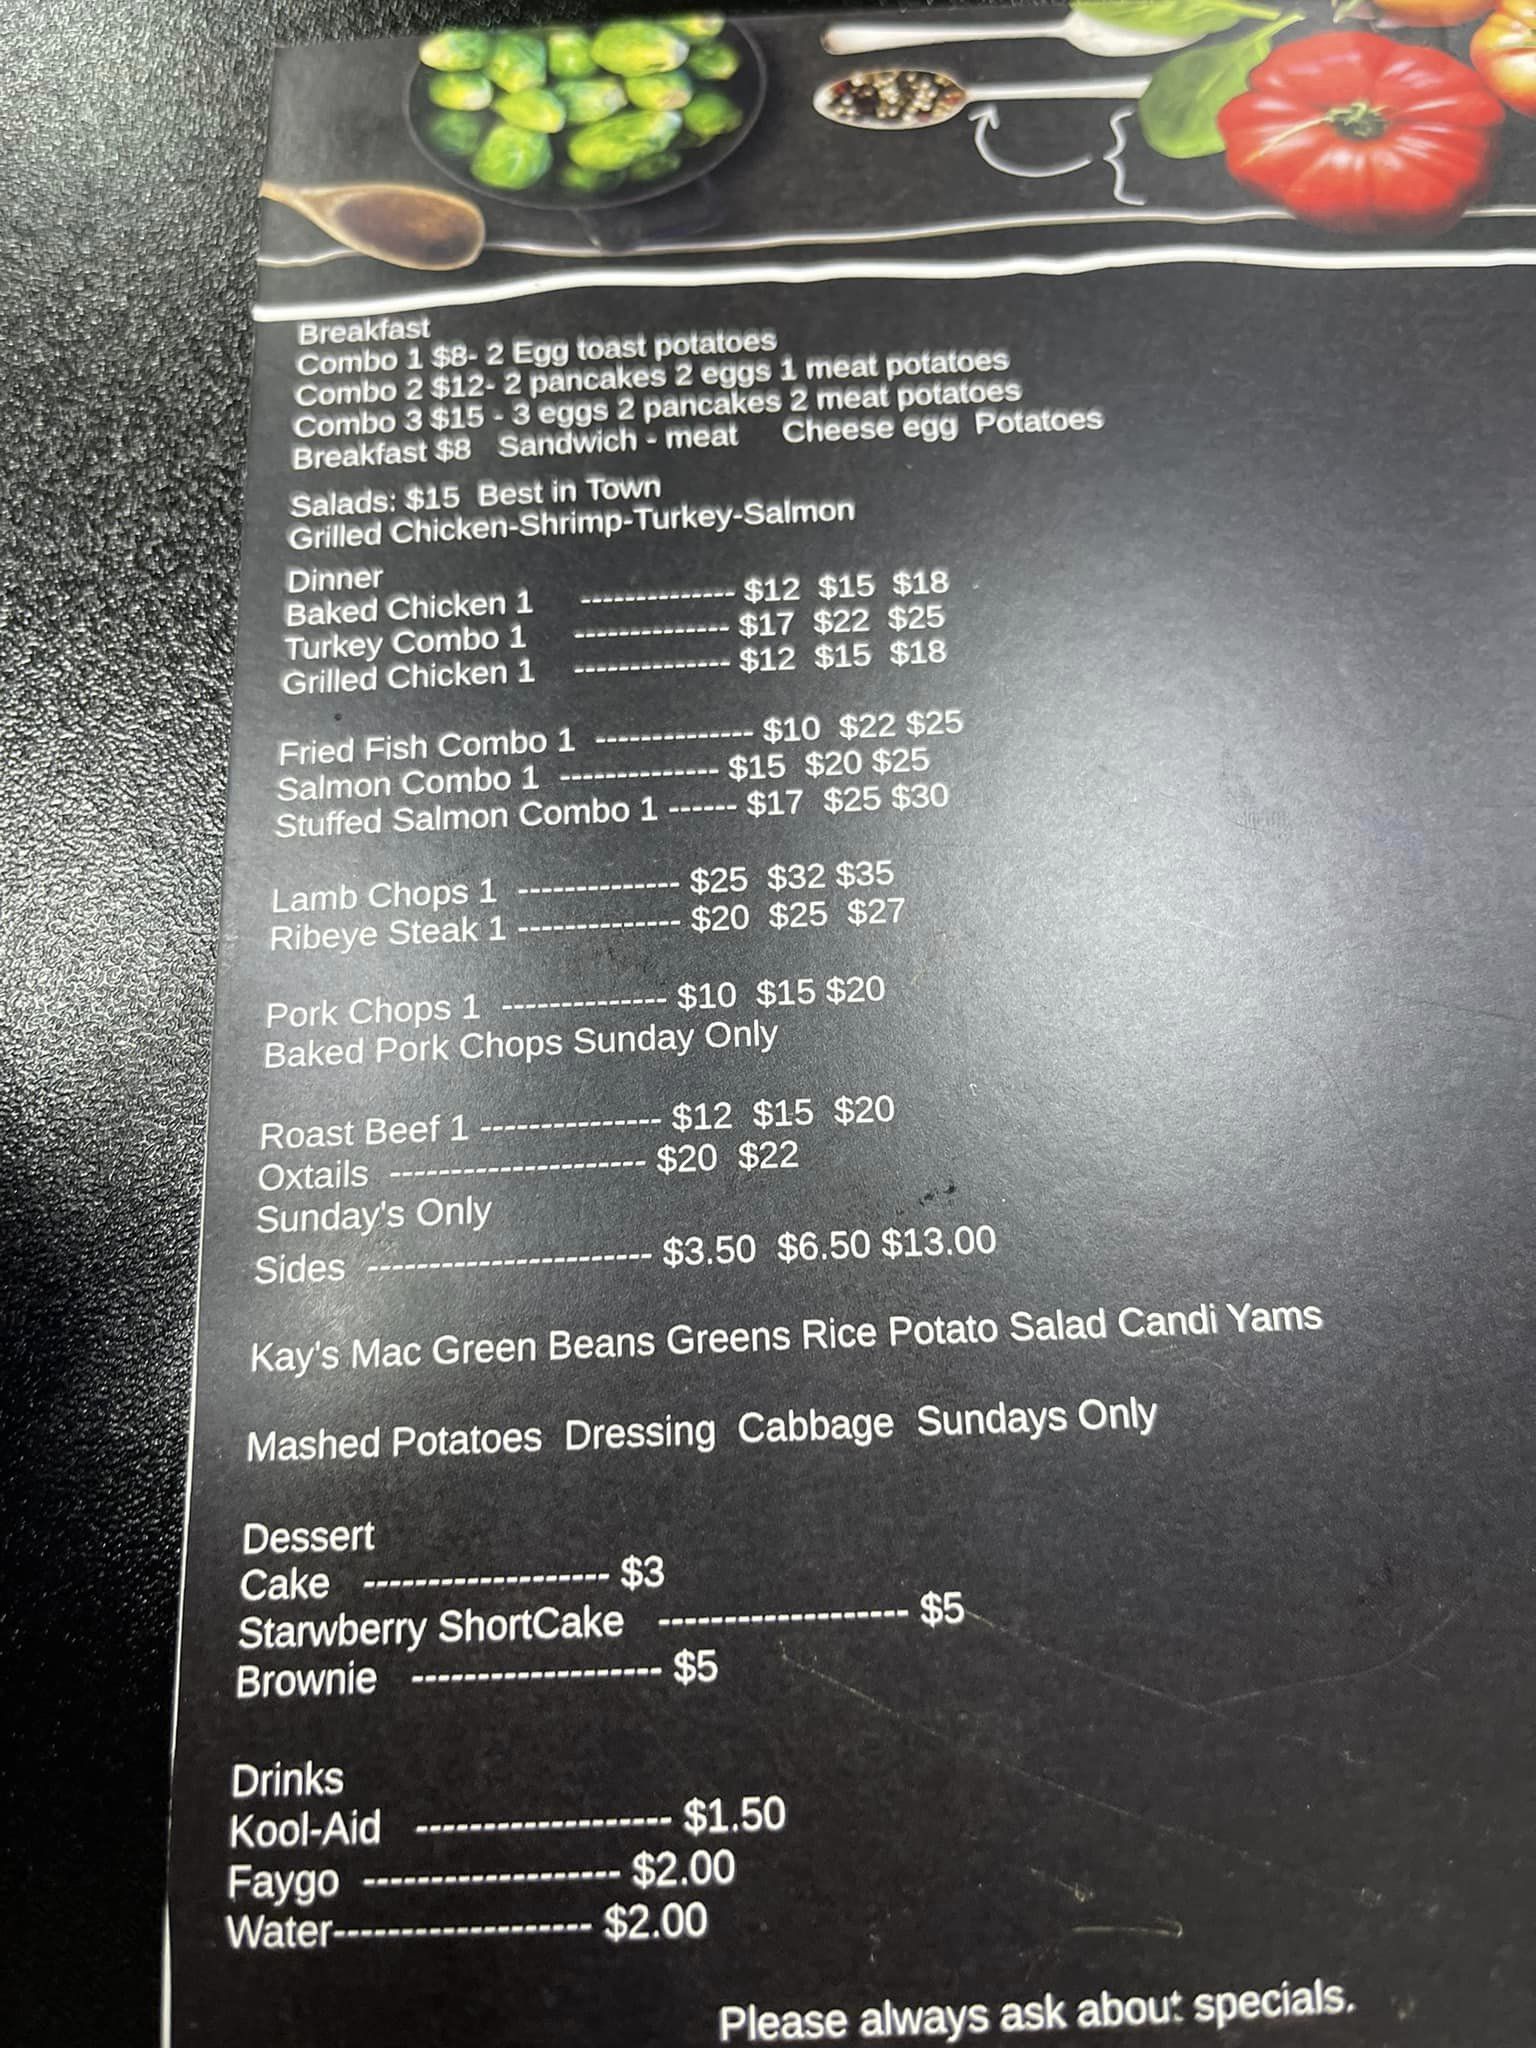 Breakfast
Combo 1 $8- 2 Egg toast potatoes
Combo 2 $12- 2 pancakes 2 eggs 1 meat potatoes
Combo 3 $15 - 3 eggs 2 pancakes 2 meat potatoes
Breakfast $8 Sandwich - meat Cheese egg Potatoes
Salads: $15 Best in Town
Grilled Chicken-Shrimp-Turkey-Salmon
Dinner
Baked Chicken 1 -------------- $12 $15 $18
Turkey Combo 1 -------------- $17 $22 $25
Grilled Chicken 1 -------------- $12 $15 $18
Fried Fish Combo 1 -------------- $10 $22 $25
Salmon Combo 1 -------------- $15 $20 $25
Stuffed Salmon Combo 1 ------ $17 $25 $30
Lamb Chops 1 -------------- $25 $32 $35
Ribeye Steak 1 -------------- $20 $25 $27
Pork Chops 1 -------------- $10 $15 $20
Baked Pork Chops Sunday Only
Roast Beef 1 --------------- $12 $15 $20
Oxtails --------------------- $20 $22
Sunday's Only
Sides ----------------------- $3.50 $6.50 $13.00
Kay's Mac Green Beans Greens Rice Potato Salad Candi Yams
Mashed Potatoes Dressing Cabbage Sundays Only
Dessert
Cake ------------------- $3
Starwberry ShortCake ------------------- $5
Brownie ------------------- $5
Drinks
Kool-Aid ------------------- $1.50
Faygo ------------------- $2.00
Water------------------- $2.00
Please always ask about specials.